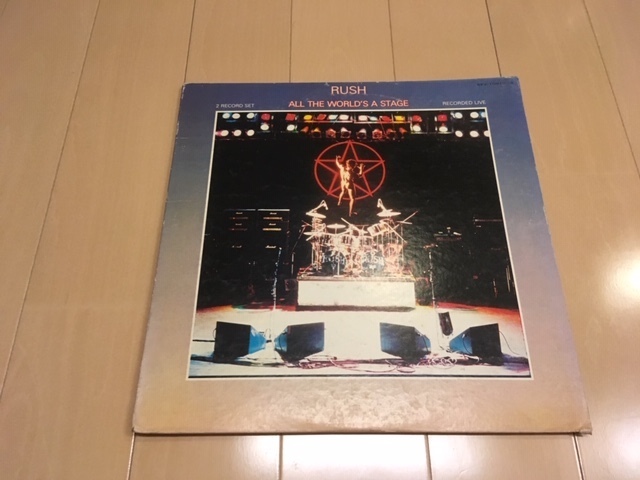 RUSH
2 RECORD SET
ALL THE WORLD'S A STAGE
RECORDED LIVE